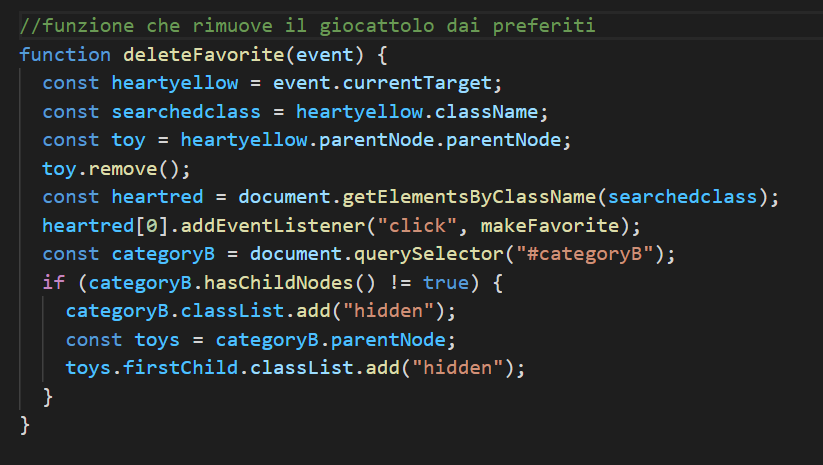 //funzione che rimuove il giocattolo dai preferiti
function deleteFavorite(event) {
  const heartyellow = event.currentTarget;
  const searchedclass = heartyellow.className;
  const toy = heartyellow.parentNode.parentNode;
  toy.remove();
  const heartred = document.getElementsByClassName(searchedclass);
  heartred[0].addEventListener("click", makeFavorite);
  const categoryB = document.querySelector("#categoryB");
  if (categoryB.hasChildNodes() != true) {
    categoryB.classList.add("hidden");
    const toys = categoryB.parentNode;
    toys.firstChild.classList.add("hidden");
  }
}